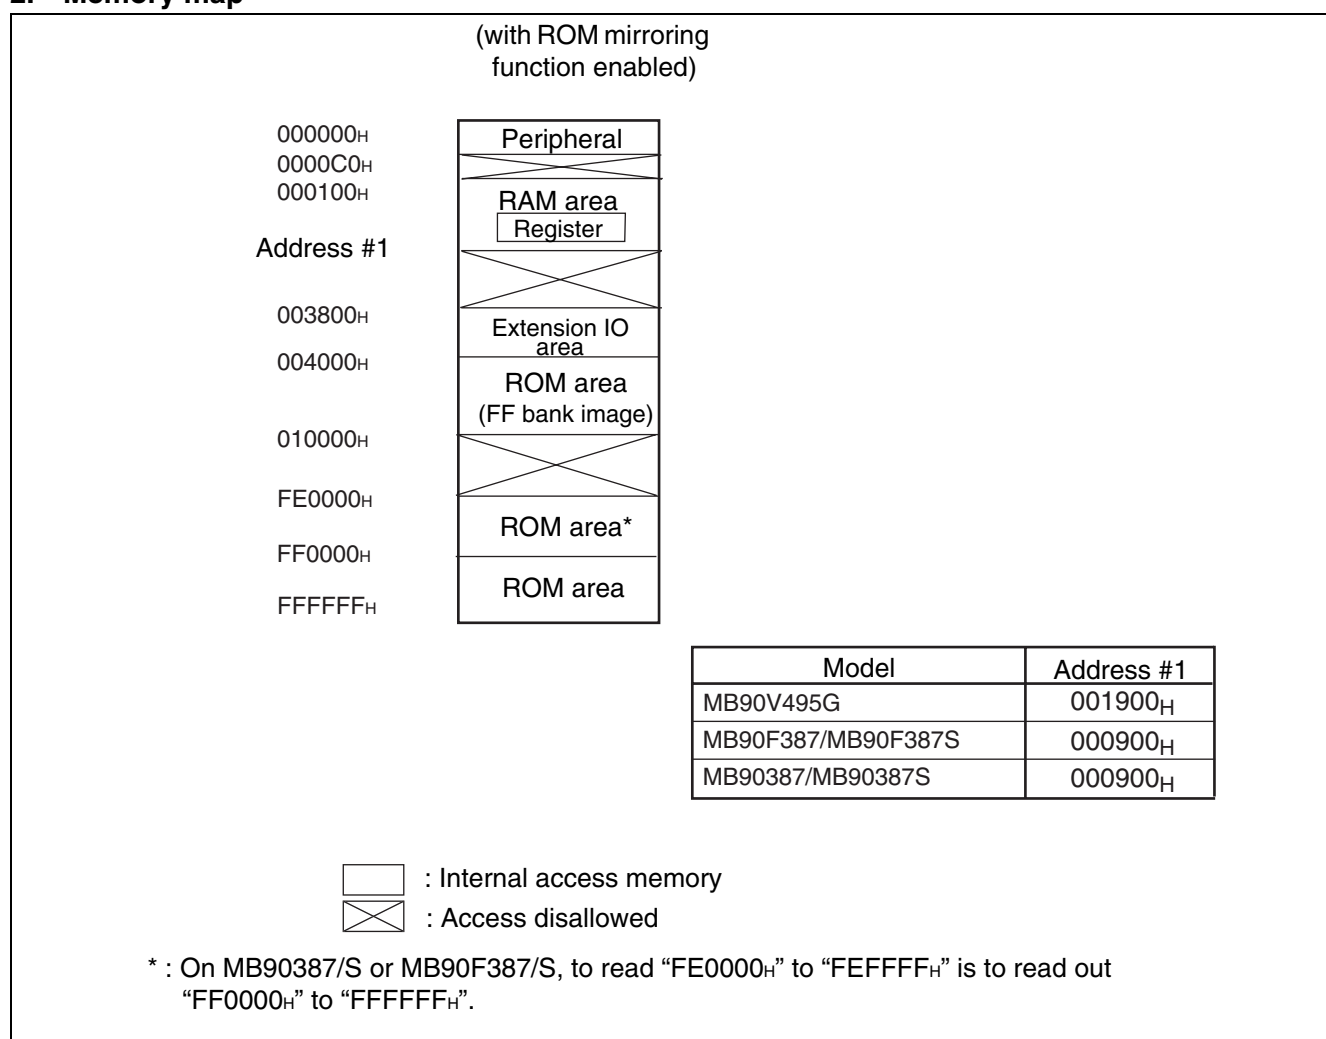 2. Memory map
(with ROM mirroring
function enabled)
000000H
Peripheral
0000C0H
000100H
RAM area
Register
Address #1
003800H
Extension IO
area
004000H
ROM area
(FF bank image)
010000H
FE0000H
ROM area*
FF0000H
ROM area
FFFFFFH
Model Address #1
MB90V495G 001900H
MB90F387/MB90F387S 000900H
MB90387/MB90387S 000900H
: Internal access memory
: Access disallowed
* : On MB90387/S or MB90F387/S, to read “FE0000H” to “FEFFFFH” is to read out
“FF0000H” to “FFFFFFH”.